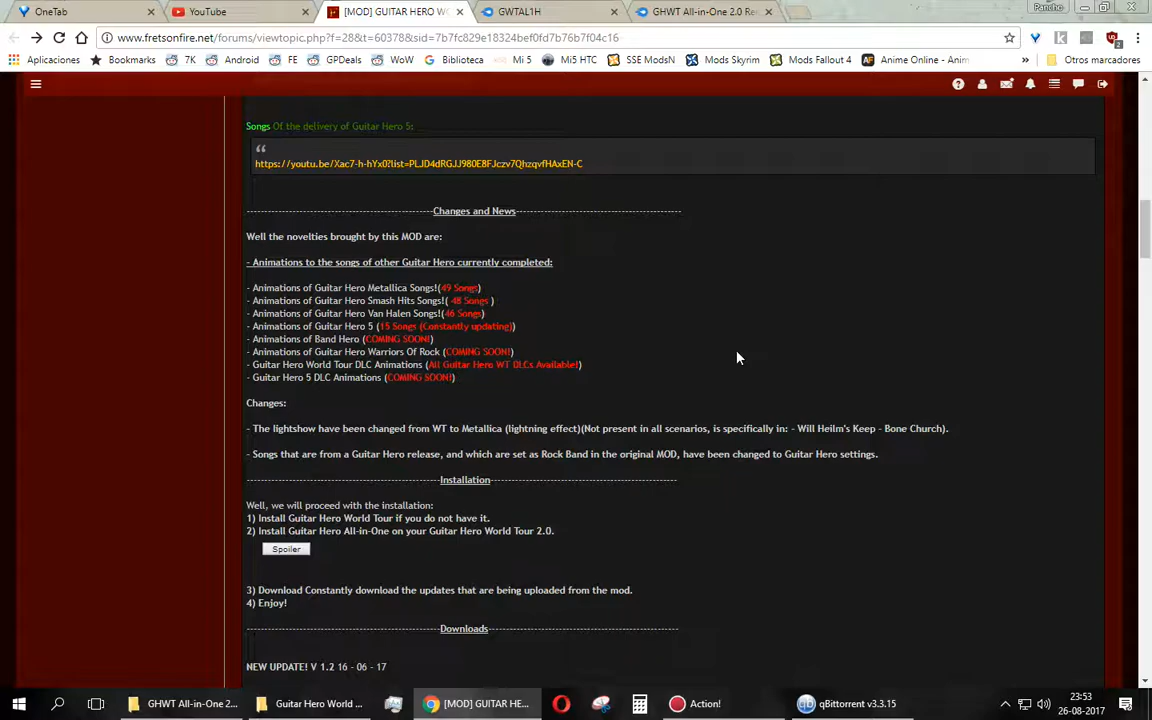 OneTab
YouTube
[MOD] GUITAR HERO WO
GWTAL1H
GHWT All-in-One 2.0 Re
Pancho
www.fretsonfire.net/forums/viewtopic.php?f=28&t=60378&sid=7b7fc829e18324bef0fd7b76b7f04c16
Aplicaciones
Bookmarks
7K
Android
FE
GPDeals
WoW
Biblioteca
Mi 5
Mi5 HTC
SSE ModsN
Mods Skyrim
Mods Fallout 4
Anime Online - Anim
»
Otros marcadores
Songs Of the delivery of Guitar Hero 5:
https://youtu.be/Xac7-h-hYx0?list=PLJD4dRGJJ980E8FJczv7QhzqvfHAxEN-C
Changes and News
Well the novelties brought by this MOD are:
- Animations to the songs of other Guitar Hero currently completed:
- Animations of Guitar Hero Metallica Songs!(49 Songs)
- Animations of Guitar Hero Smash Hits Songs!( 48 Songs )
- Animations of Guitar Hero Van Halen Songs!(46 Songs)
- Animations of Guitar Hero 5 (15 Songs (Constantly updating))
- Animations of Band Hero (COMING SOON!)
- Animations of Guitar Hero Warriors Of Rock (COMING SOON!)
- Guitar Hero World Tour DLC Animations (All Guitar Hero WT DLCs Available!)
- Guitar Hero 5 DLC Animations (COMING SOON!)
Changes:
- The lightshow have been changed from WT to Metallica (lightning effect)(Not present in all scenarios, is specifically in: - Will Heilm's Keep - Bone Church).
- Songs that are from a Guitar Hero release, and which are set as Rock Band in the original MOD, have been changed to Guitar Hero settings.
Installation
Well, we will proceed with the installation:
1) Install Guitar Hero World Tour if you do not have it.
2) Install Guitar Hero All-in-One on your Guitar Hero World Tour 2.0.
Spoiler
3) Download Constantly download the updates that are being uploaded from the mod.
4) Enjoy!
Downloads
NEW UPDATE! V 1.2 16 - 06 - 17
GHWT All-in-One 2...
Guitar Hero World ...
[MOD] GUITAR HE...
Action!
qBittorrent v3.3.15
23:53
26-08-2017